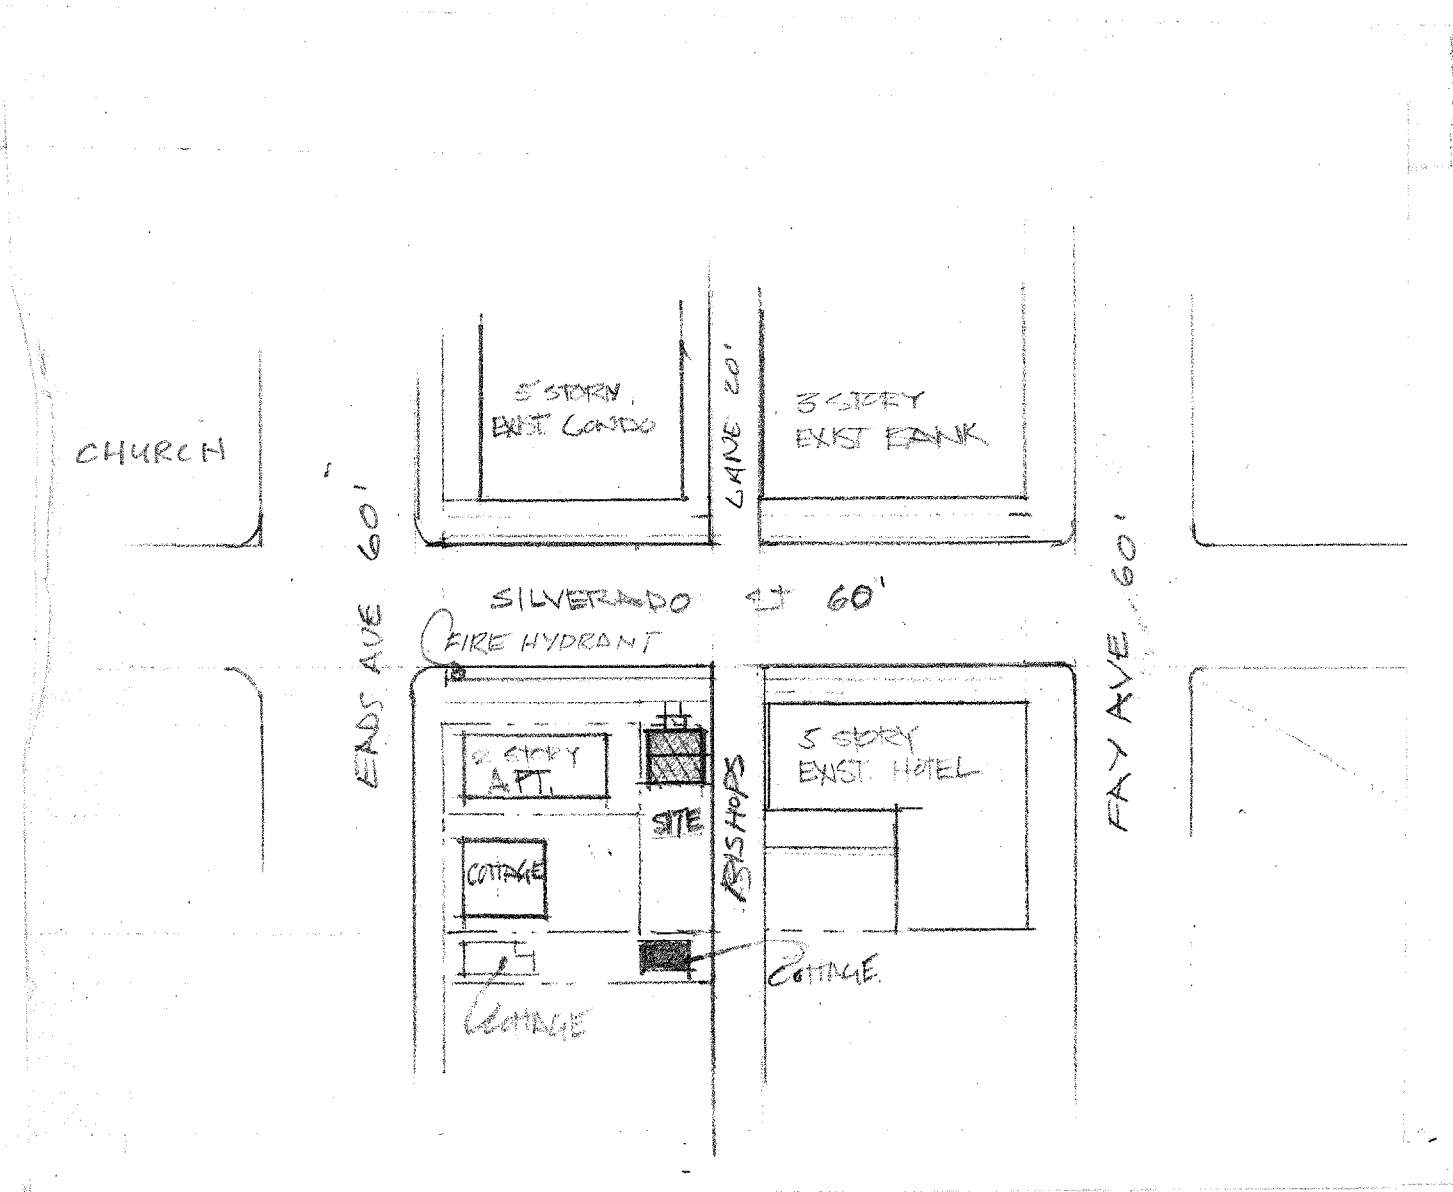 5 STORY
EXIST CONDO
LANE 20'
3 STORY
EXIST BANK
CHURCH
EADS AVE 60'
SILVERADO ST 60'
FIRE HYDRANT
FAY AVE 60'
STORY
APT.
SITE
BISHOPS
5 STORY
EXIST. HOTEL
COTTAGE
COTTAGE
COTTAGE